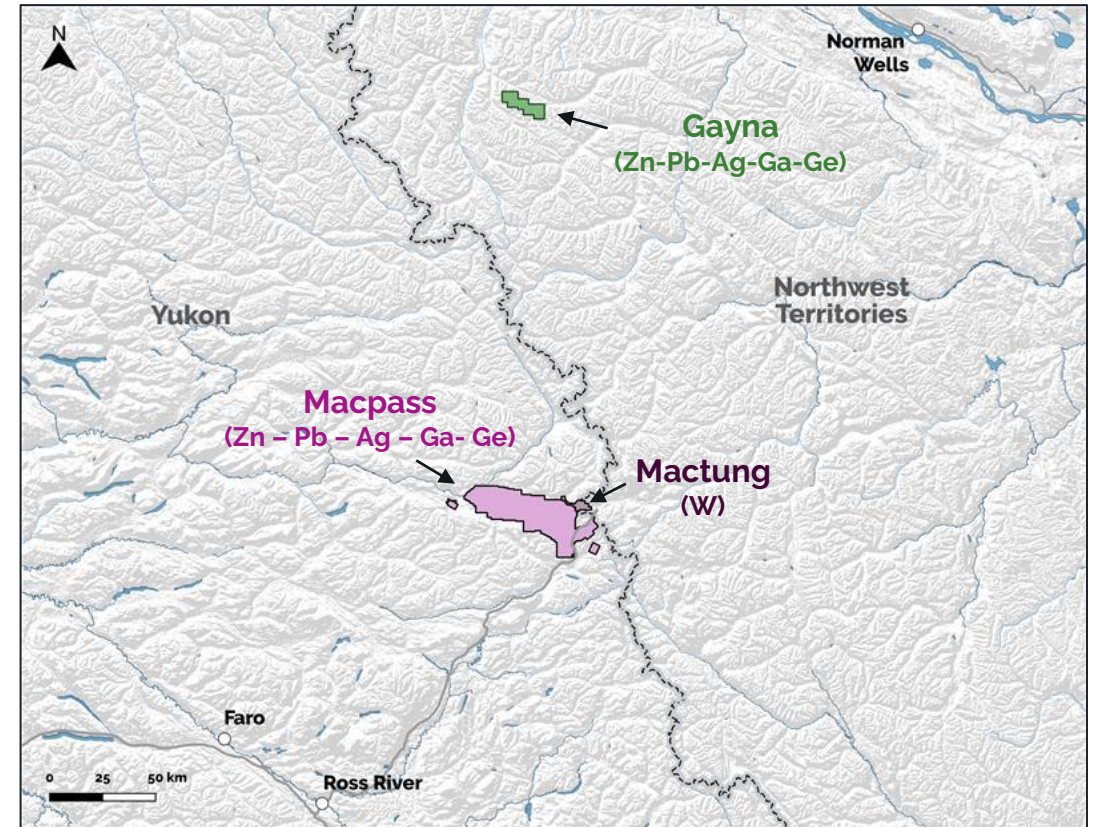 N
Norman
Wells
Gayna
(Zn-Pb-Ag-Ga-Ge)
Northwest
Territories
Yukon
Macpass
(Zn – Pb – Ag – Ga- Ge)
Mactung
(W)
Faro
Ross River
0 25 50 km